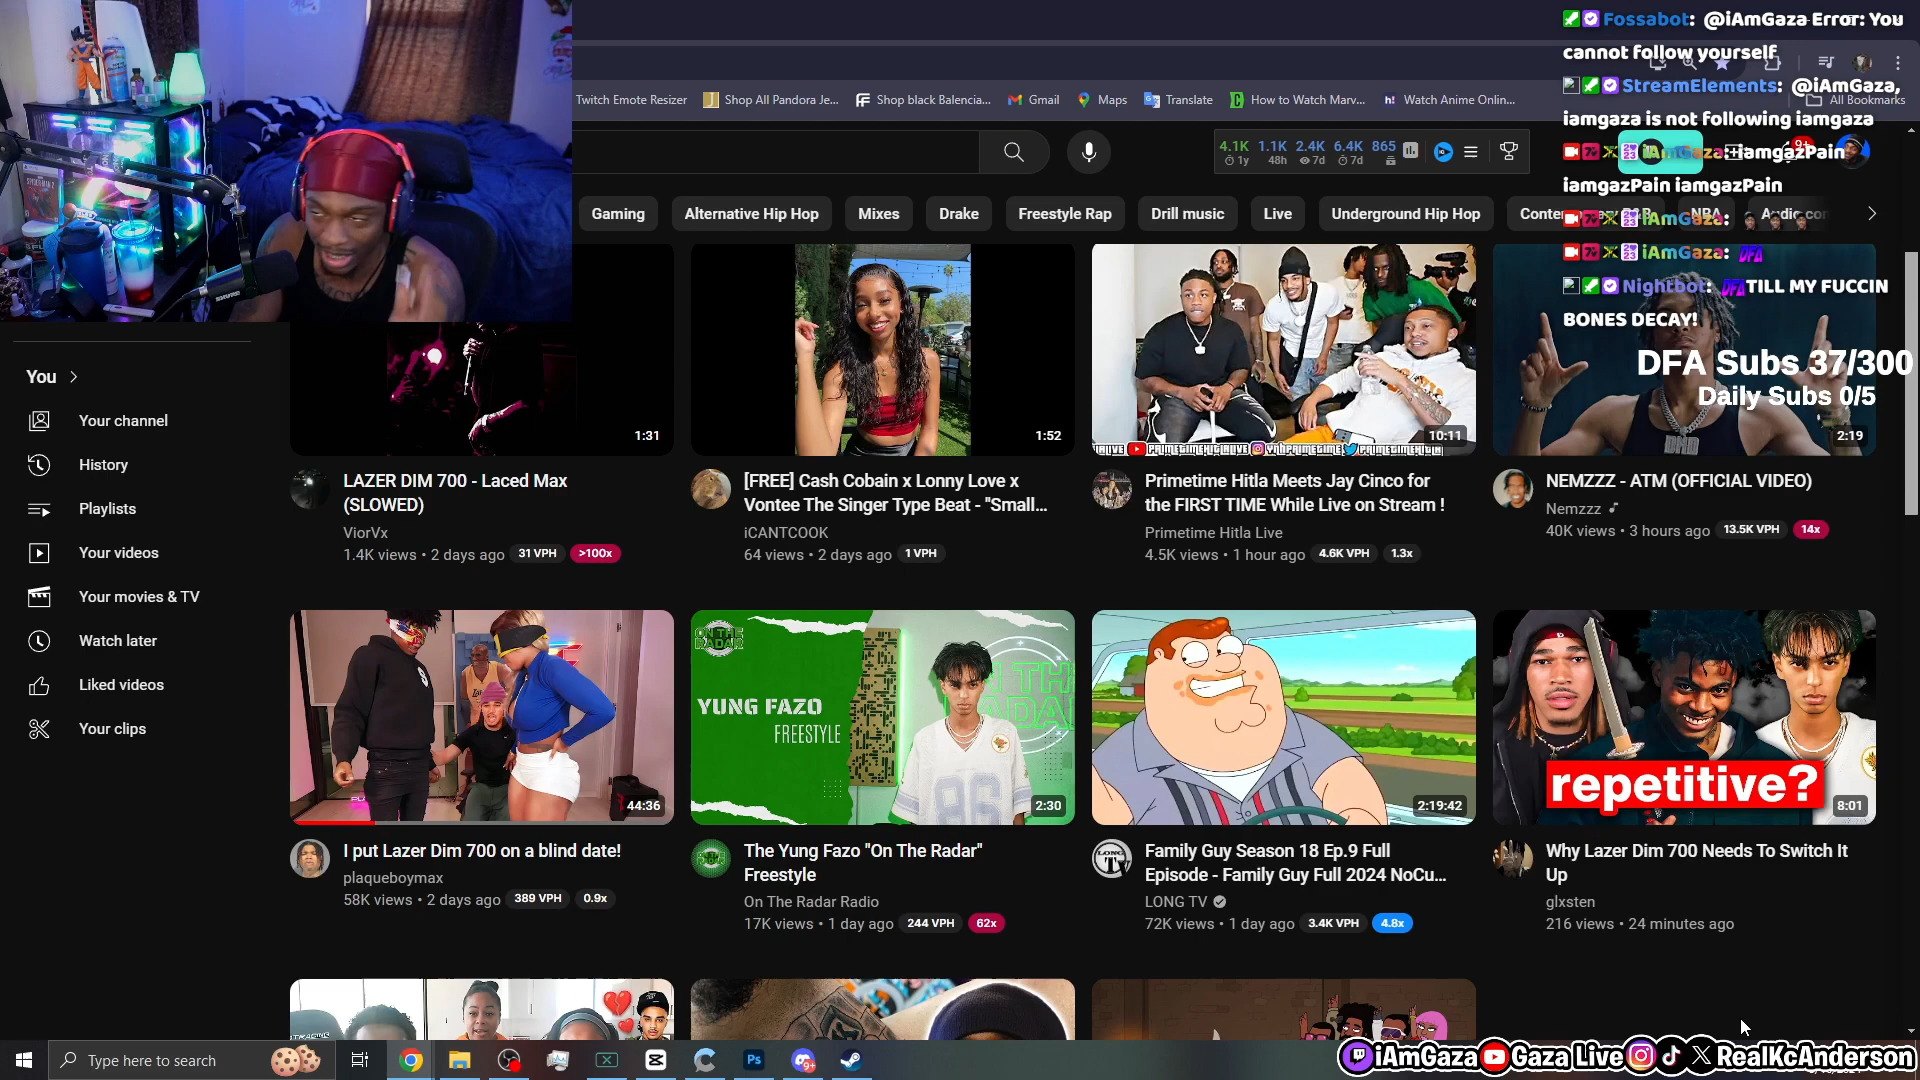 Fossabot: @iAmGaza Error: You
cannot follow yourself
StreamElements: @iAmGaza,
iamgaza is not following iamgaza
iAmGaza: iamgazPain
iamgazPain iamgazPain
iAmGaza:
iAmGaza: DFA
Nightbot: DFA TILL MY FUCCIN
BONES DECAY!
DFA Subs 37/300
Daily Subs 0/5
Twitch Emote Resizer
Shop All Pandora Je...
Shop black Balencia...
Gmail
Maps
Translate
How to Watch Marv...
Watch Anime Onlin...
All Bookmarks
4.1K 1.1K 2.4K 6.4K 865
1y 48h 7d 7d
9+
Gaming
Alternative Hip Hop
Mixes
Drake
Freestyle Rap
Drill music
Live
Underground Hip Hop
NBA
You
Your channel
History
Playlists
Your videos
Your movies & TV
Watch later
Liked videos
Your clips
1:31
LAZER DIM 700 - Laced Max
(SLOWED)
ViorVx
1.4K views • 2 days ago 31 VPH >100x
1:52
[FREE] Cash Cobain x Lonny Love x
Vontee The Singer Type Beat - "Small...
iCANTCOOK
64 views • 2 days ago 1 VPH
10:11
Primetime Hitla Meets Jay Cinco for
the FIRST TIME While Live on Stream !
Primetime Hitla Live
4.5K views • 1 hour ago 4.6K VPH 1.3x
2:19
NEMZZZ - ATM (OFFICIAL VIDEO)
Nemzzz
40K views • 3 hours ago 13.5K VPH 14x
44:36
I put Lazer Dim 700 on a blind date!
plaqueboymax
58K views • 2 days ago 389 VPH 0.9x
ON THE
RADAR
YUNG FAZO
FREESTYLE
86
2:30
The Yung Fazo "On The Radar"
Freestyle
On The Radar Radio
17K views • 1 day ago 244 VPH 62x
2:19:42
LONG
TV
Family Guy Season 18 Ep.9 Full
Episode - Family Guy Full 2024 NoCu...
LONG TV
72K views • 1 day ago 3.4K VPH 4.8x
repetitive?
8:01
Why Lazer Dim 700 Needs To Switch It
Up
glxsten
216 views • 24 minutes ago
Type here to search
Ps
9+
iAmGaza Gaza Live RealKcAnderson